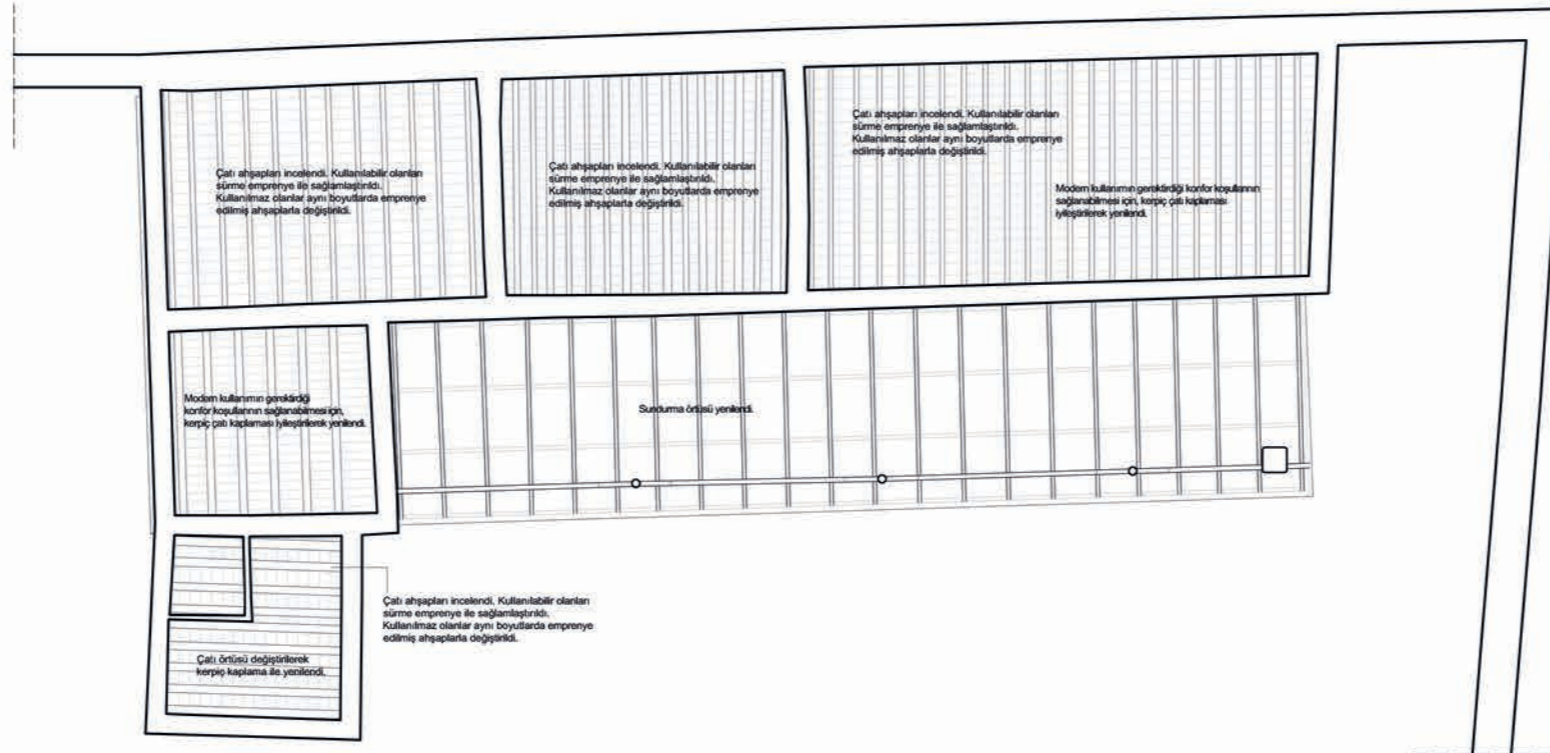 Çatı ahşapları incelendi. Kullanılabilir olanları
sürme emprenye ile sağlamlaştırıldı.
Kullanılmaz olanlar aynı boyutlarda emprenye
edilmiş ahşaplarla değiştirildi.
Çatı ahşapları incelendi. Kullanılabilir olanları
sürme emprenye ile sağlamlaştırıldı.
Kullanılmaz olanlar aynı boyutlarda emprenye
edilmiş ahşaplarla değiştirildi.
Çatı ahşapları incelendi. Kullanılabilir olanları
sürme emprenye ile sağlamlaştırıldı.
Kullanılmaz olanlar aynı boyutlarda emprenye
edilmiş ahşaplarla değiştirildi.
Modern kullanımın gerektirdiği konfor koşullarının
sağlanabilmesi için, kerpiç çatı kaplaması
iyileştirilerek yenilendi.
Modern kullanımın gerektirdiği
konfor koşullarının sağlanabilmesi için,
kerpiç çatı kaplaması iyileştirilerek yenilendi.
Sundurma örtüsü yenilendi.
Çatı ahşapları incelendi. Kullanılabilir olanları
sürme emprenye ile sağlamlaştırıldı.
Kullanılmaz olanlar aynı boyutlarda emprenye
edilmiş ahşaplarla değiştirildi.
Çatı örtüsü değiştirilerek
kerpiç kaplama ile yenilendi.